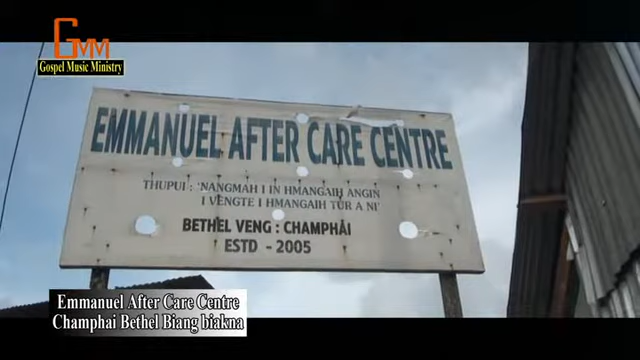 GMM
Gospel Music Ministry
EMMANUEL AFTER CARE CENTRE
THUPUI : 'NANGMAH I IN HMANGAIH ANGIN
I VENGTE I HMANGAIH TUR A NI'
BETHEL VENG : CHAMPHAI
ESTD - 2005
Emmanuel After Care Centre
Champhai Bethel Biang biakna